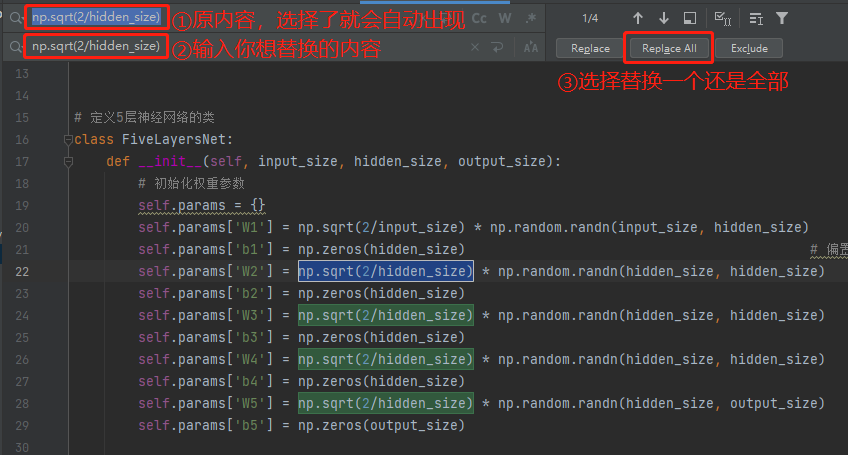 np.sqrt(2/hidden_size) ①原内容，选择了就会自动出现 Cc W .* 1/4
np.sqrt(2/hidden_size) ②输入你想替换的内容 Replace Replace All Exclude
③选择替换一个还是全部
13
14
15 # 定义5层神经网络的类
16 class FiveLayersNet:
17 def __init__(self, input_size, hidden_size, output_size):
18 # 初始化权重参数
19 self.params = {}
20 self.params['W1'] = np.sqrt(2/input_size) * np.random.randn(input_size, hidden_size)
21 self.params['b1'] = np.zeros(hidden_size) # 偏置
22 self.params['W2'] = np.sqrt(2/hidden_size) * np.random.randn(hidden_size, hidden_size)
23 self.params['b2'] = np.zeros(hidden_size)
24 self.params['W3'] = np.sqrt(2/hidden_size) * np.random.randn(hidden_size, hidden_size)
25 self.params['b3'] = np.zeros(hidden_size)
26 self.params['W4'] = np.sqrt(2/hidden_size) * np.random.randn(hidden_size, hidden_size)
27 self.params['b4'] = np.zeros(hidden_size)
28 self.params['W5'] = np.sqrt(2/hidden_size) * np.random.randn(hidden_size, output_size)
29 self.params['b5'] = np.zeros(output_size)
30